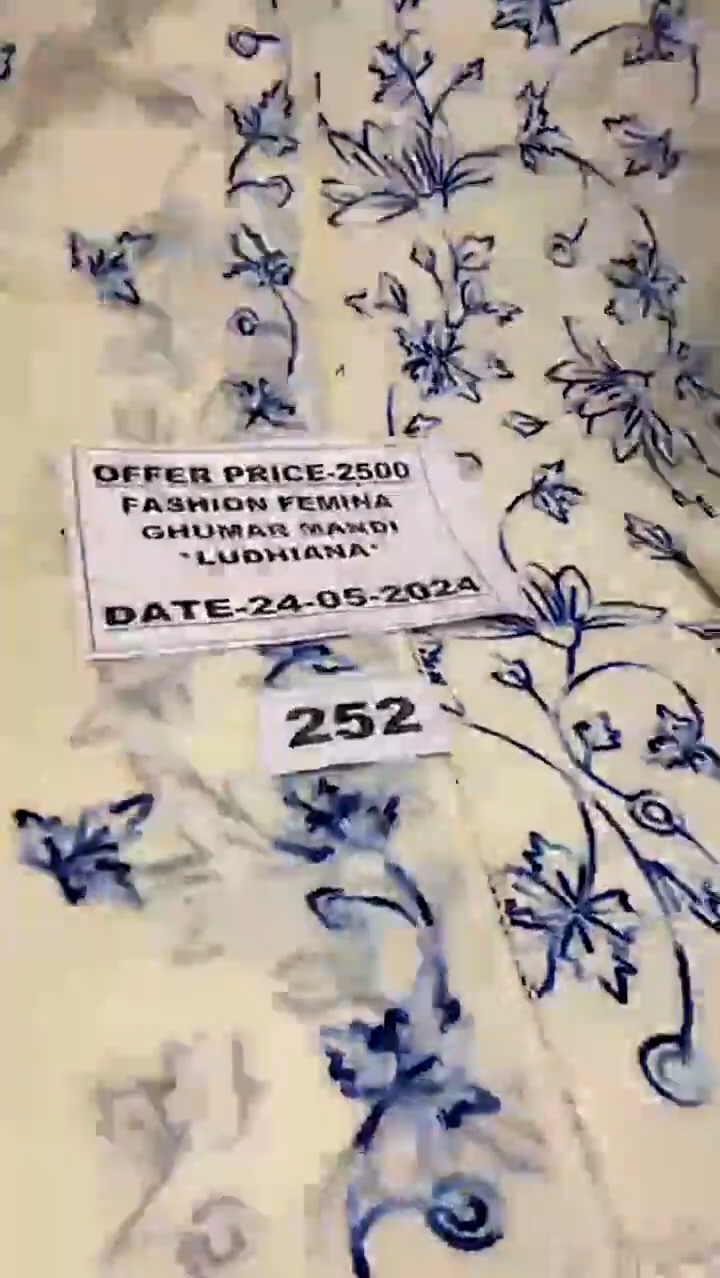 OFFER PRICE-2500
FASHION FEMINA
GHUMAR MANDI
"LUDHIANA"
DATE-24-05-2024
252